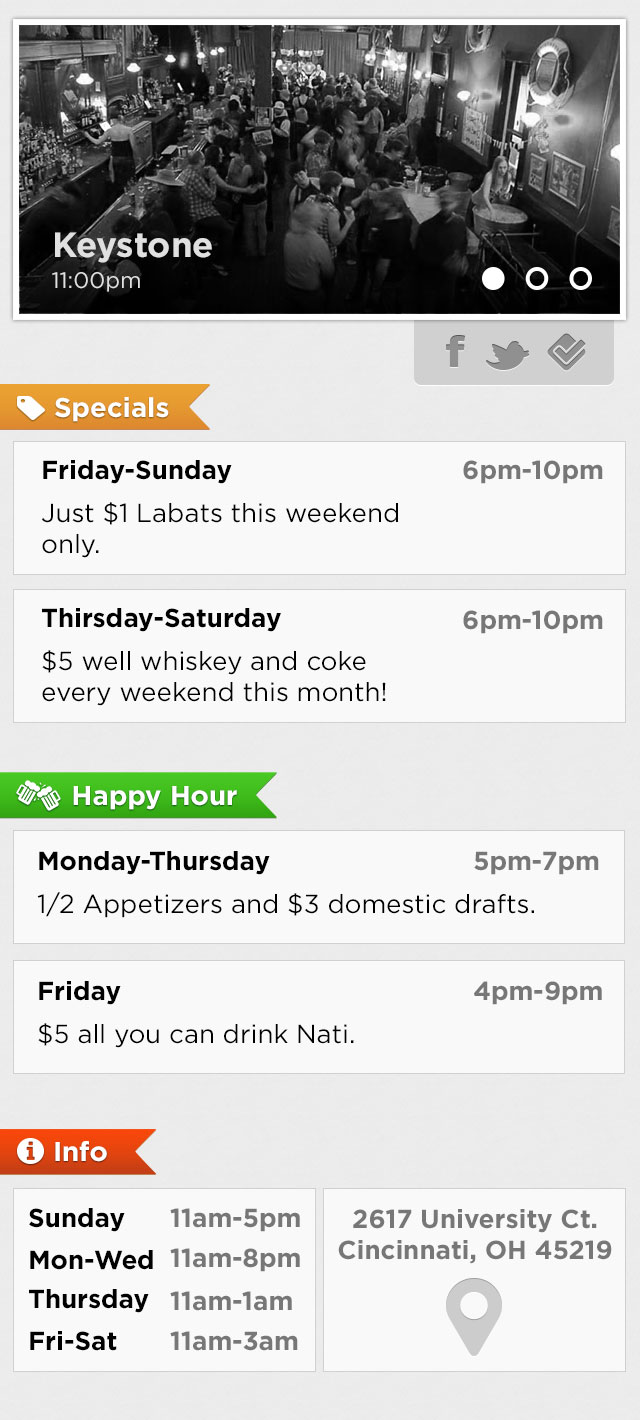 Keystone
11:00pm
Specials
Friday-Sunday 6pm-10pm
Just $1 Labats this weekend
only.
Thirsday-Saturday 6pm-10pm
$5 well whiskey and coke
every weekend this month!
Happy Hour
Monday-Thursday 5pm-7pm
1/2 Appetizers and $3 domestic drafts.
Friday 4pm-9pm
$5 all you can drink Nati.
Info
Sunday 11am-5pm
Mon-Wed 11am-8pm
Thursday 11am-1am
Fri-Sat 11am-3am
2617 University Ct.
Cincinnati, OH 45219